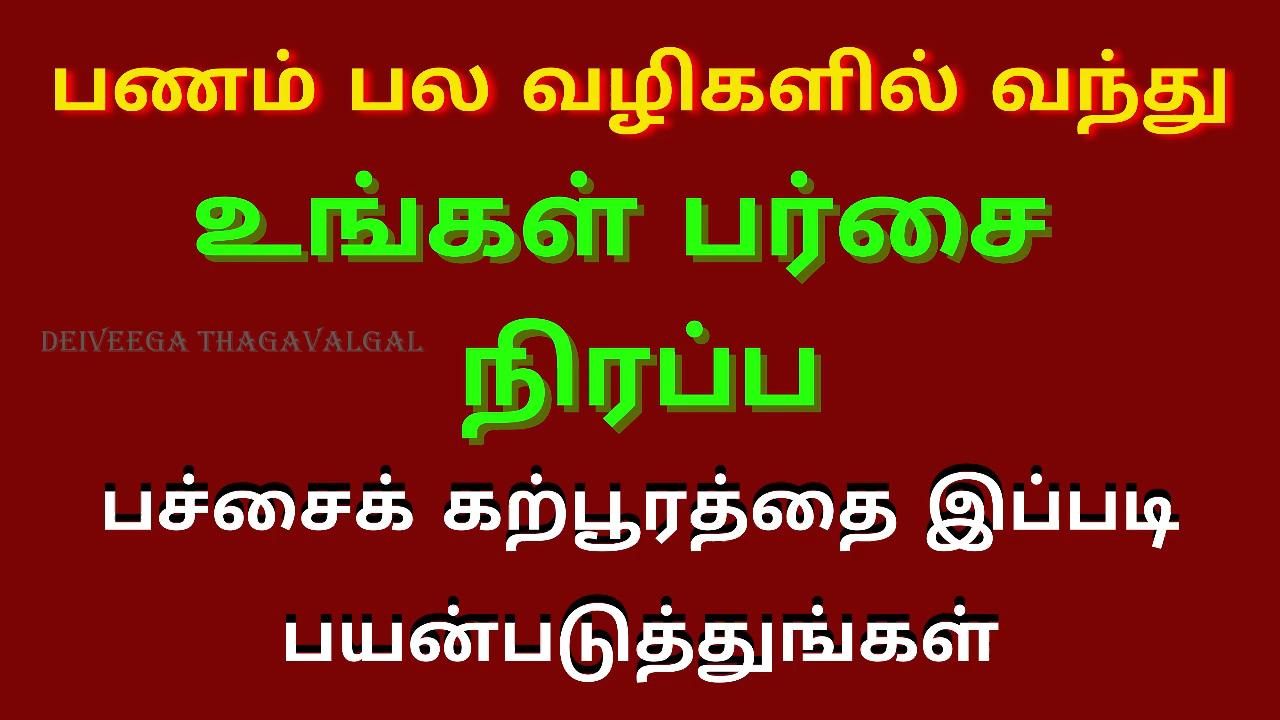 பணம் பல வழிகளில் வந்து
உங்கள் பர்சை
நிரப்ப
DEIVEEGA THAGAVALGAL
பச்சைக் கற்பூரத்தை இப்படி
பயன்படுத்துங்கள்